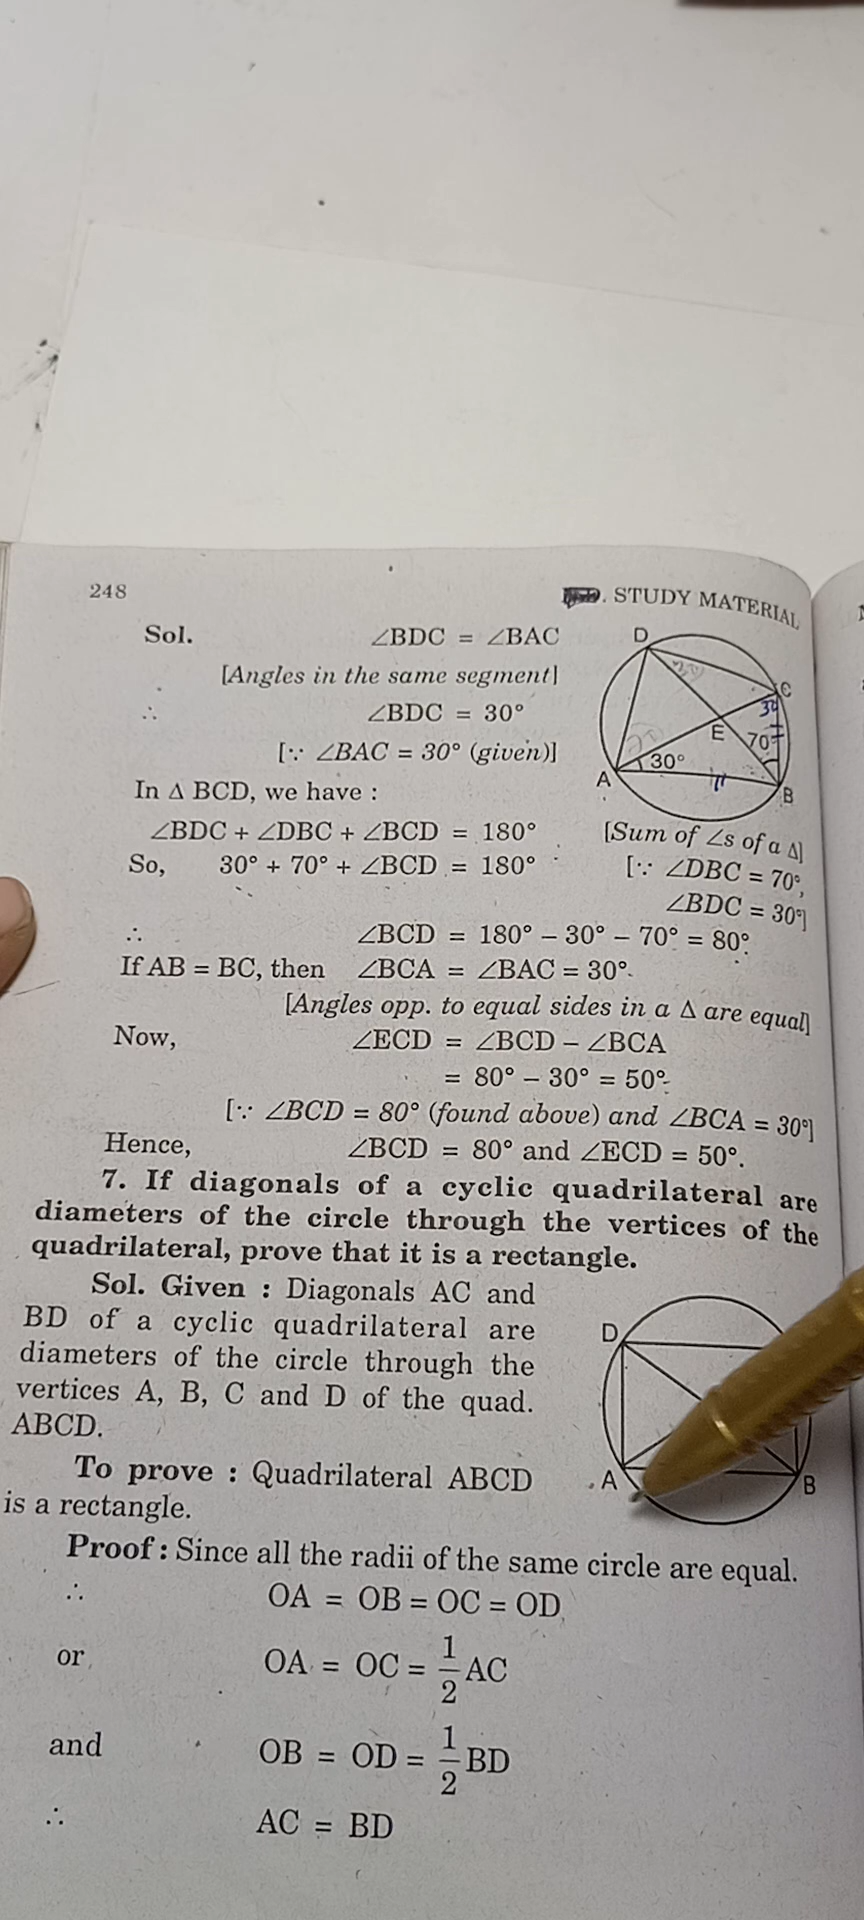 248
. STUDY MATERIAL
Sol. ∠BDC = ∠BAC
[Angles in the same segment]
∴ ∠BDC = 30°
[∵ ∠BAC = 30° (given)]
D
C
30
E
70°
30°
A
B
In Δ BCD, we have :
∠BDC + ∠DBC + ∠BCD = 180° [Sum of ∠s of a Δ]
So, 30° + 70° + ∠BCD = 180° [∵ ∠DBC = 70°,
∠BDC = 30°]
∴ ∠BCD = 180° – 30° – 70° = 80°.
If AB = BC, then ∠BCA = ∠BAC = 30°.
[Angles opp. to equal sides in a Δ are equal]
Now, ∠ECD = ∠BCD – ∠BCA
= 80° – 30° = 50°.
[∵ ∠BCD = 80° (found above) and ∠BCA = 30°]
Hence, ∠BCD = 80° and ∠ECD = 50°.
7. If diagonals of a cyclic quadrilateral are
diameters of the circle through the vertices of the
quadrilateral, prove that it is a rectangle.
Sol. Given : Diagonals AC and
BD of a cyclic quadrilateral are
diameters of the circle through the
vertices A, B, C and D of the quad.
ABCD.
D
A
B
To prove : Quadrilateral ABCD
is a rectangle.
Proof : Since all the radii of the same circle are equal.
∴ OA = OB = OC = OD
or OA = OC = 1/2 AC
and OB = OD = 1/2 BD
∴ AC = BD